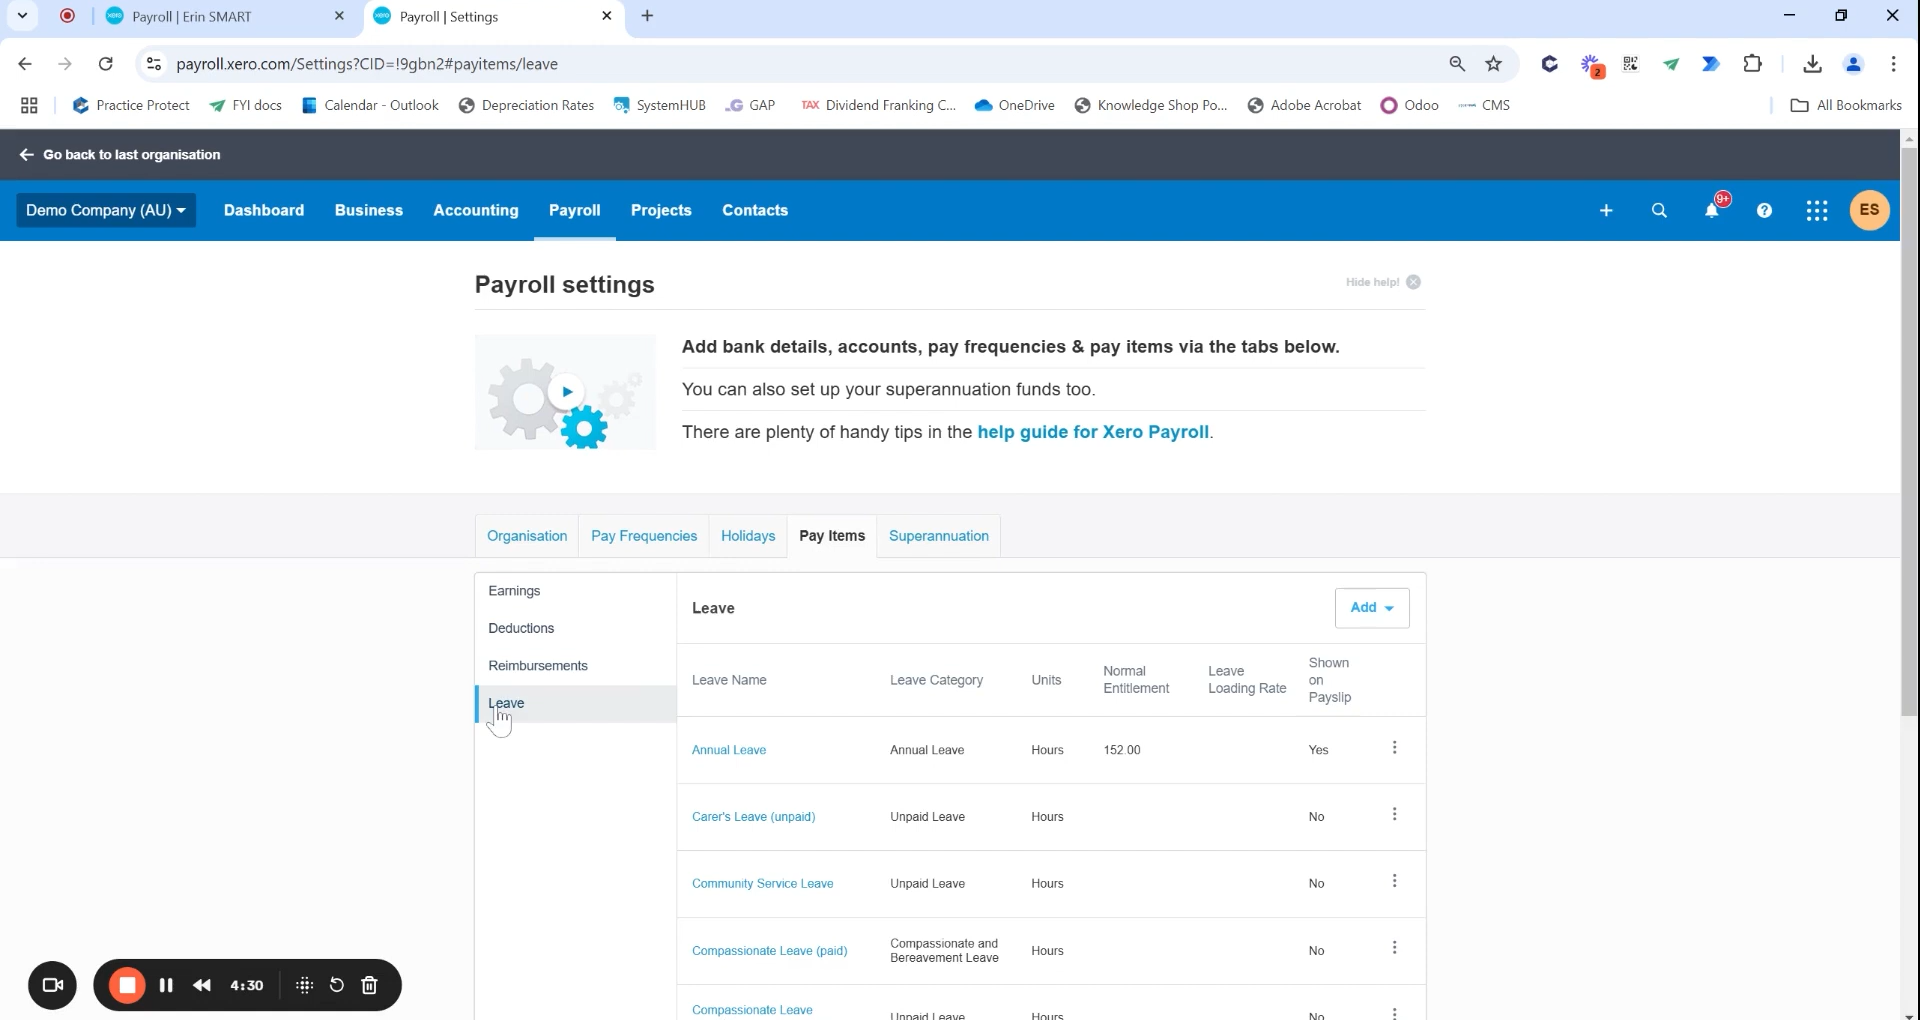 Payroll | Erin SMART
Payroll | Settings
payroll.xero.com/Settings?CID=!9gbn2#payitems/leave
2
Practice Protect
FYI docs
Calendar - Outlook
Depreciation Rates
SystemHUB
GAP
TAX Dividend Franking C...
OneDrive
Knowledge Shop Po...
Adobe Acrobat
Odoo
CMS
All Bookmarks
Go back to last organisation
Demo Company (AU)
Dashboard
Business
Accounting
Payroll
Projects
Contacts
9+
ES
Payroll settings
Hide help!
Add bank details, accounts, pay frequencies & pay items via the tabs below.
You can also set up your superannuation funds too.
There are plenty of handy tips in the help guide for Xero Payroll.
Organisation
Pay Frequencies
Holidays
Pay Items
Superannuation
Earnings
Deductions
Reimbursements
Leave
Leave
Add
Leave Name
Leave Category
Units
Normal
Entitlement
Leave
Loading Rate
Shown
on
Payslip
Annual Leave
Annual Leave
Hours
152.00
Yes
Carer's Leave (unpaid)
Unpaid Leave
Hours
No
Community Service Leave
Unpaid Leave
Hours
No
Compassionate Leave (paid)
Compassionate and
Bereavement Leave
Hours
No
Compassionate Leave
Unpaid Leave
Hours
No
4:30